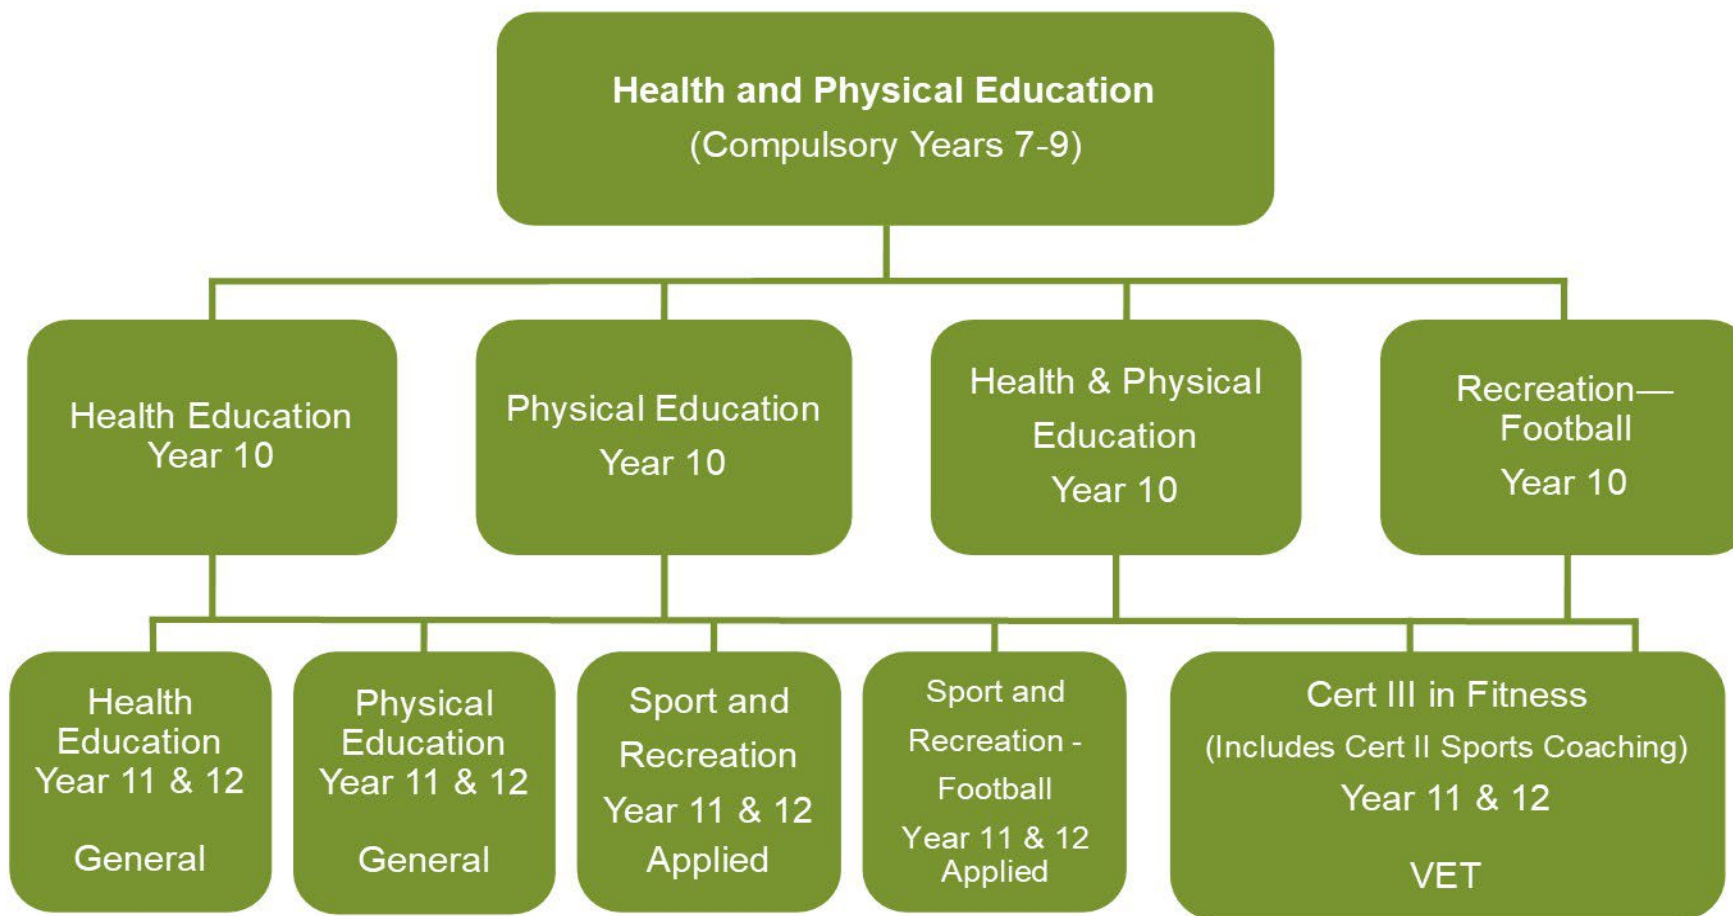 Health and Physical Education
(Compulsory Years 7-9)
Health Education
Year 10
Physical Education
Year 10
Health & Physical
Education
Year 10
Recreation—
Football
Year 10
Health
Education
Year 11 & 12
General
Physical
Education
Year 11 & 12
General
Sport and
Recreation
Year 11 & 12
Applied
Sport and
Recreation -
Football
Year 11 & 12
Applied
Cert III in Fitness
(Includes Cert II Sports Coaching)
Year 11 & 12
VET